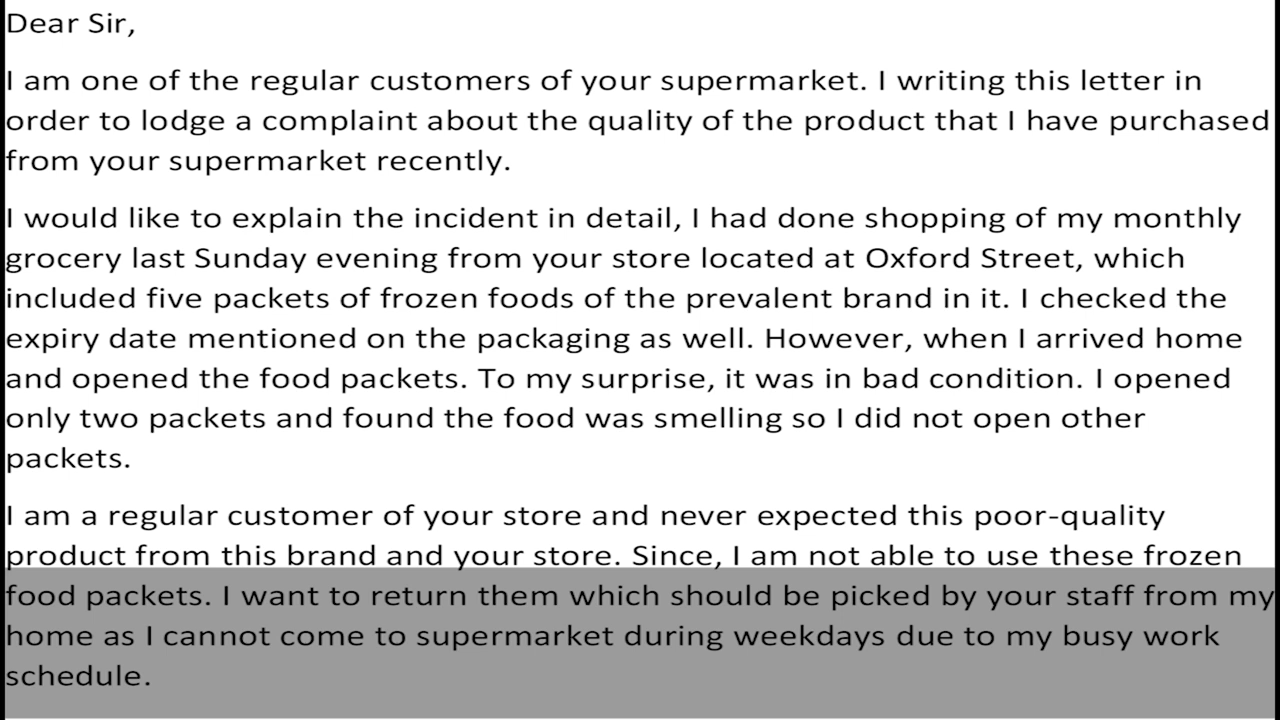 Dear Sir,
I am one of the regular customers of your supermarket. I writing this letter in
order to lodge a complaint about the quality of the product that I have purchased
from your supermarket recently.
I would like to explain the incident in detail, I had done shopping of my monthly
grocery last Sunday evening from your store located at Oxford Street, which
included five packets of frozen foods of the prevalent brand in it. I checked the
expiry date mentioned on the packaging as well. However, when I arrived home
and opened the food packets. To my surprise, it was in bad condition. I opened
only two packets and found the food was smelling so I did not open other
packets.
I am a regular customer of your store and never expected this poor-quality
product from this brand and your store. Since, I am not able to use these frozen
food packets. I want to return them which should be picked by your staff from my
home as I cannot come to supermarket during weekdays due to my busy work
schedule.